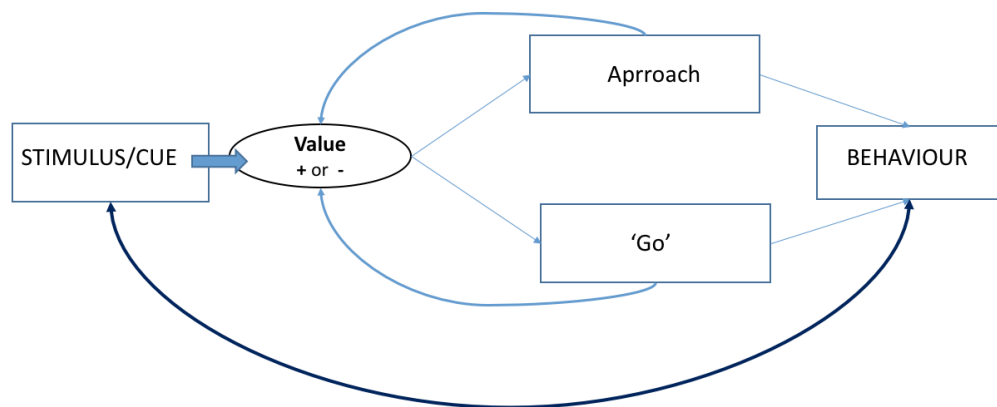 Aprroach
STIMULUS/CUE
Value
+ or -
BEHAVIOUR
‘Go’